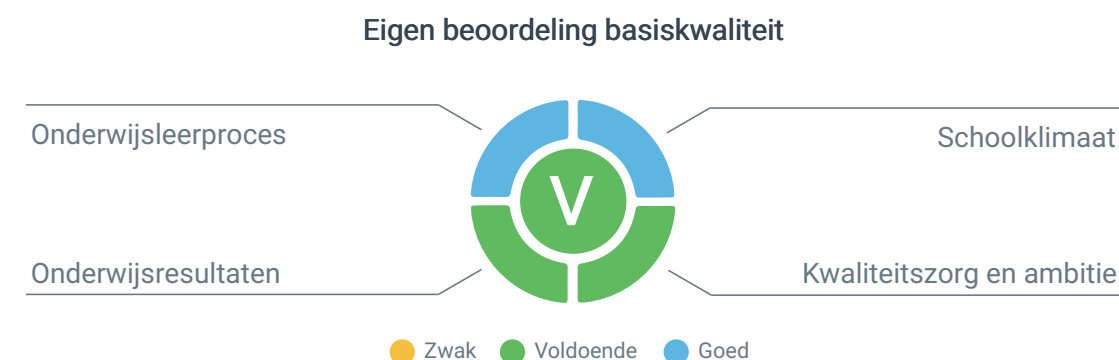 Eigen beoordeling basiskwaliteit
Onderwijsleerproces
Schoolklimaat
V
Onderwijsresultaten
Kwaliteitszorg en ambitie
Zwak Voldoende Goed